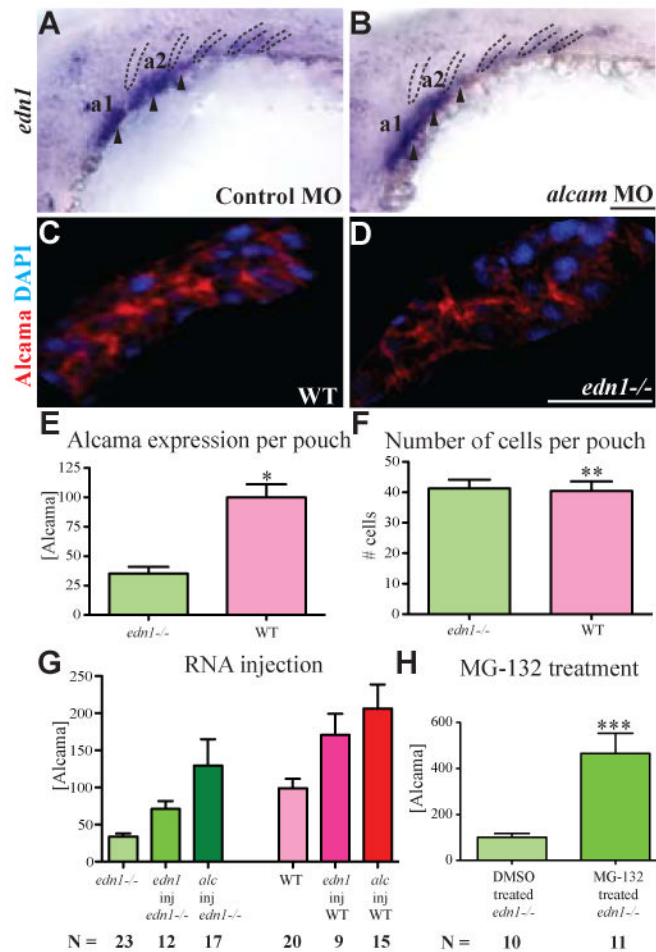 A
B
edn1
a1
a2
a1
a2
Control MO
alcam MO
C
D
Alcama DAPI
WT
edn1-/-
E
Alcama expression per pouch
[Alcama]
125
100
75
50
25
0
*
edn1-/-
WT
F
Number of cells per pouch
# cells
50
40
30
20
10
0
**
edn1-/-
WT
G
RNA injection
[Alcama]
250
200
150
100
50
0
edn1-/-
edn1
inj
edn1-/-
alc
inj
edn1-/-
WT
edn1
inj
WT
alc
inj
WT
N = 23 12 17 20 9 15
H
MG-132 treatment
[Alcama]
600
400
200
0
***
DMSO
treated
edn1-/-
MG-132
treated
edn1-/-
N = 10 11